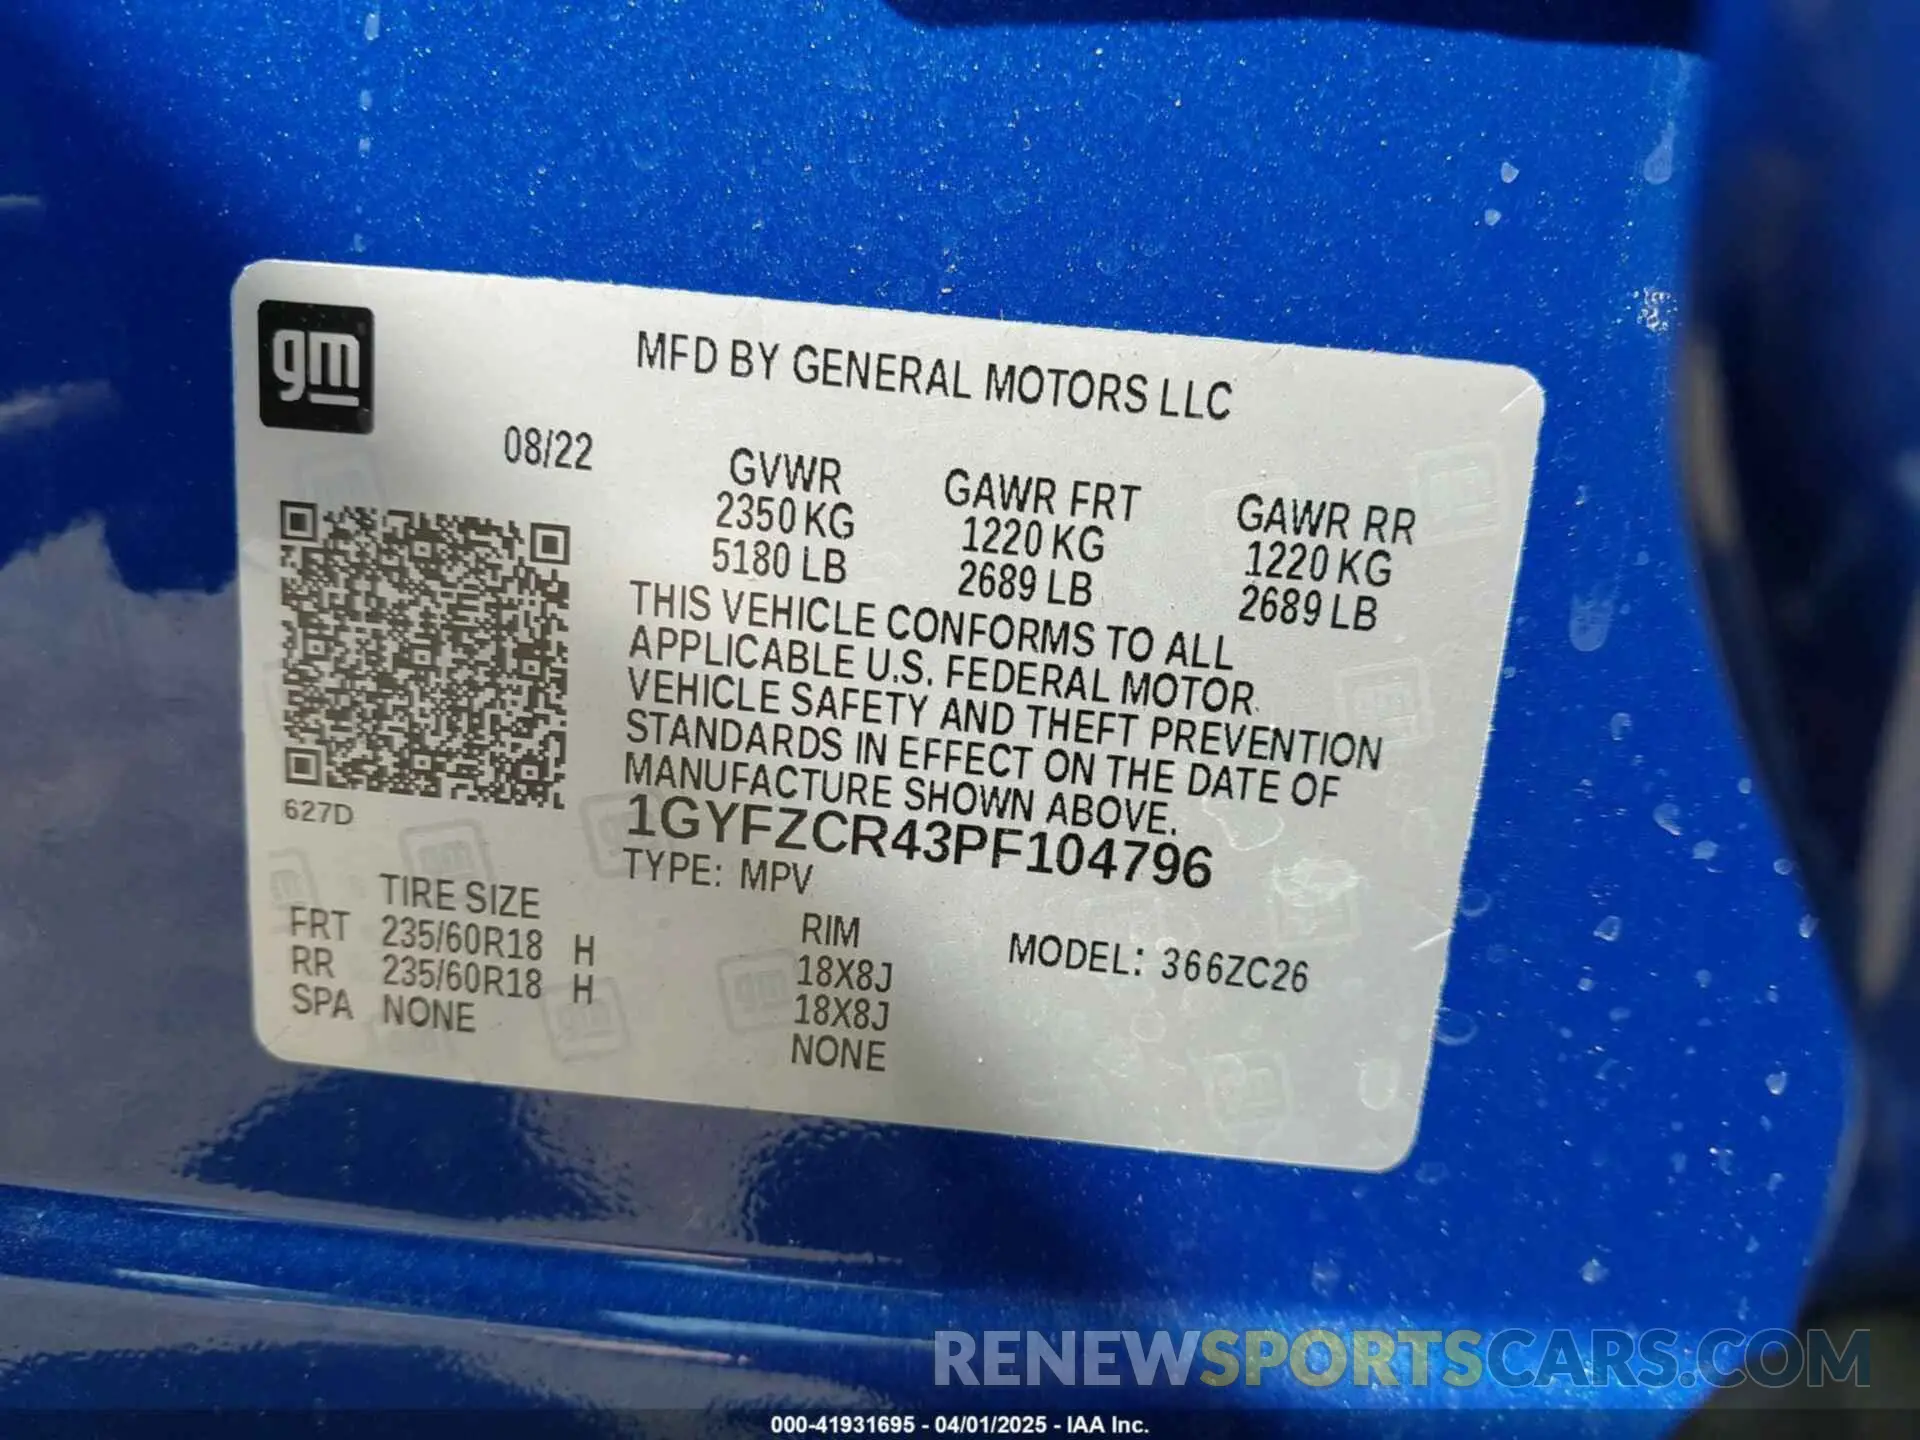 gm
MFD BY GENERAL MOTORS LLC
08/22
GVWR
2350 KG
5180 LB
GAWR FRT
1220 KG
2689 LB
GAWR RR
1220 KG
2689 LB
THIS VEHICLE CONFORMS TO ALL
APPLICABLE U.S. FEDERAL MOTOR
VEHICLE SAFETY AND THEFT PREVENTION
STANDARDS IN EFFECT ON THE DATE OF
MANUFACTURE SHOWN ABOVE.
1GYFZCR43PF104796
TYPE: MPV
627D
TIRE SIZE
FRT 235/60R18 H
RR 235/60R18 H
SPA NONE
RIM
18X8J
18X8J
NONE
MODEL: 366ZC26
RENEWSPORTSCARS.COM
000-41931695 - 04/01/2025 - IAA Inc.